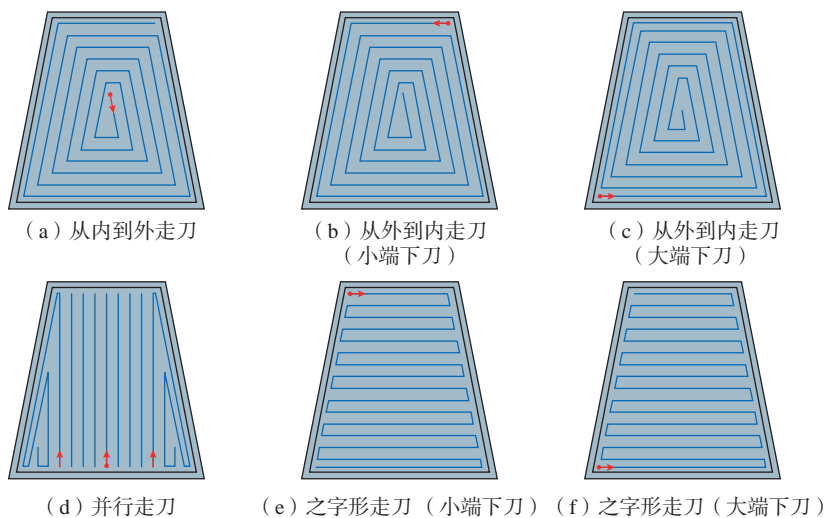 （a）从内到外走刀
（b）从外到内走刀
（小端下刀）
（c）从外到内走刀
（大端下刀）
（d）并行走刀
（e）之字形走刀（小端下刀）
（f）之字形走刀（大端下刀）